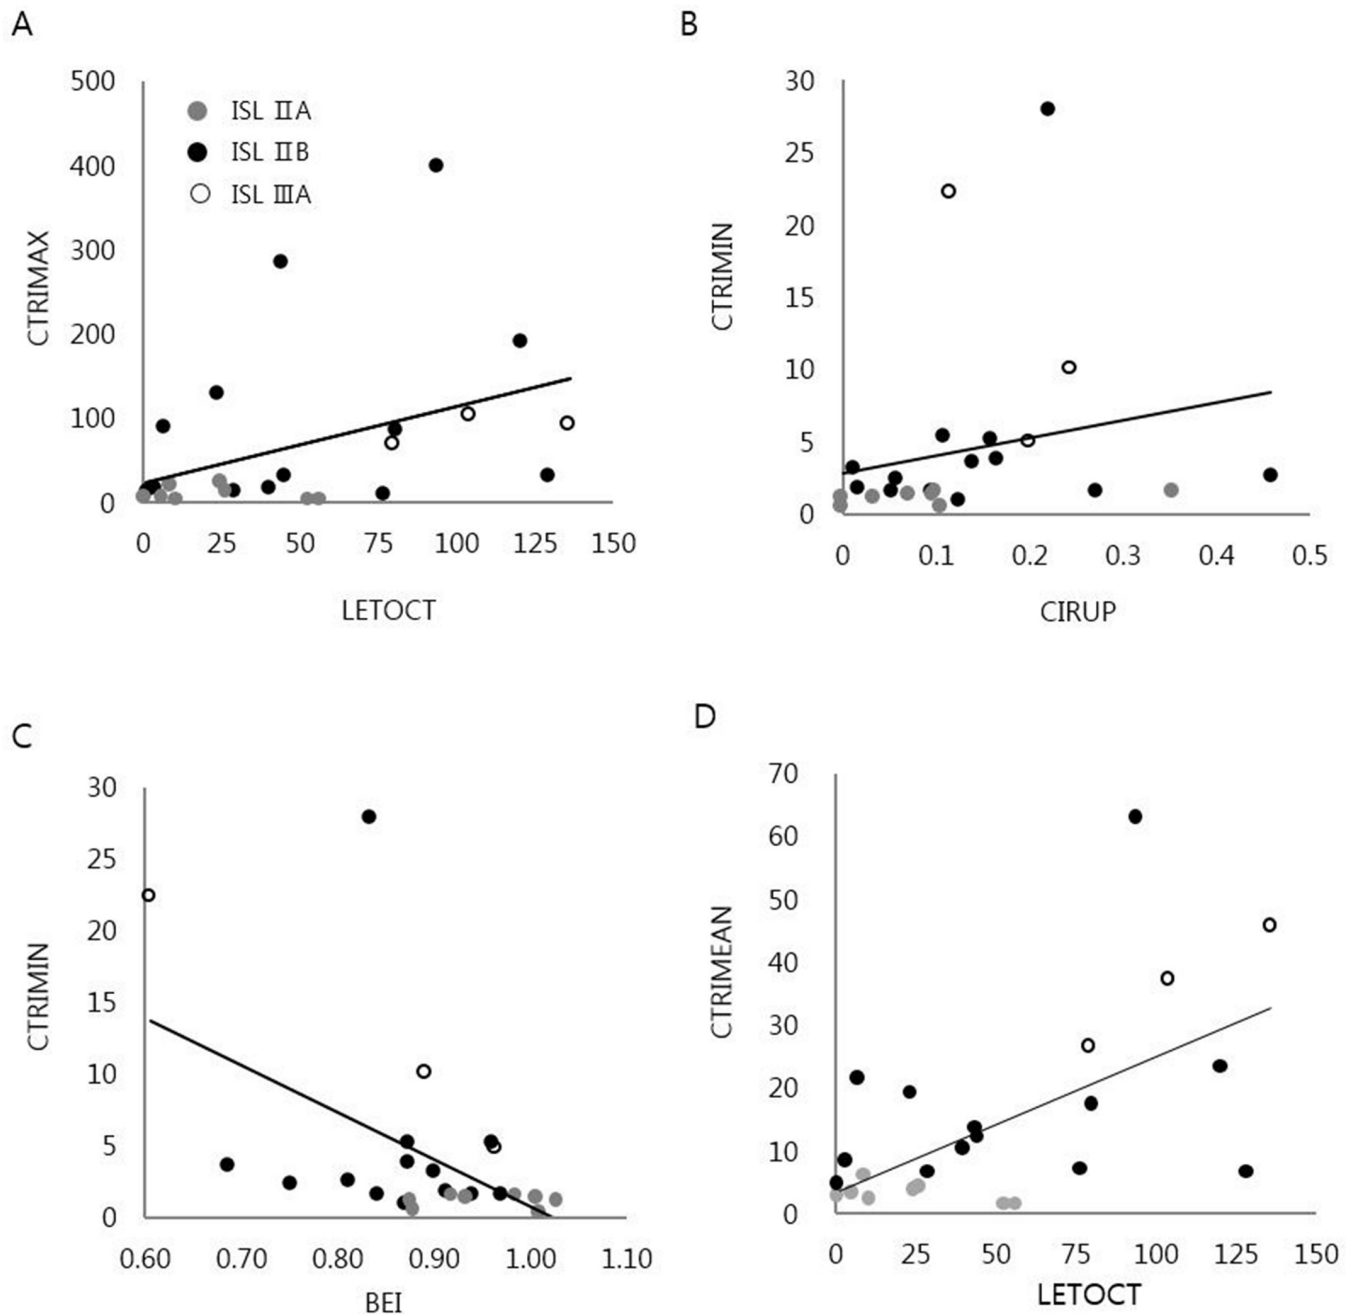 A
500
400
300
200
100
0
ISL ⅡA
ISL ⅡB
ISL ⅢA
CTRIMAX
0 25 50 75 100 125 150
LETOCT
B
30
25
20
15
10
5
0
CTRIMIN
0 0.1 0.2 0.3 0.4 0.5
CIRUP
C
30
25
20
15
10
5
0
CTRIMIN
0.60 0.70 0.80 0.90 1.00 1.10
BEI
D
70
60
50
40
30
20
10
0
CTRIMEAN
0 25 50 75 100 125 150
LETOCT